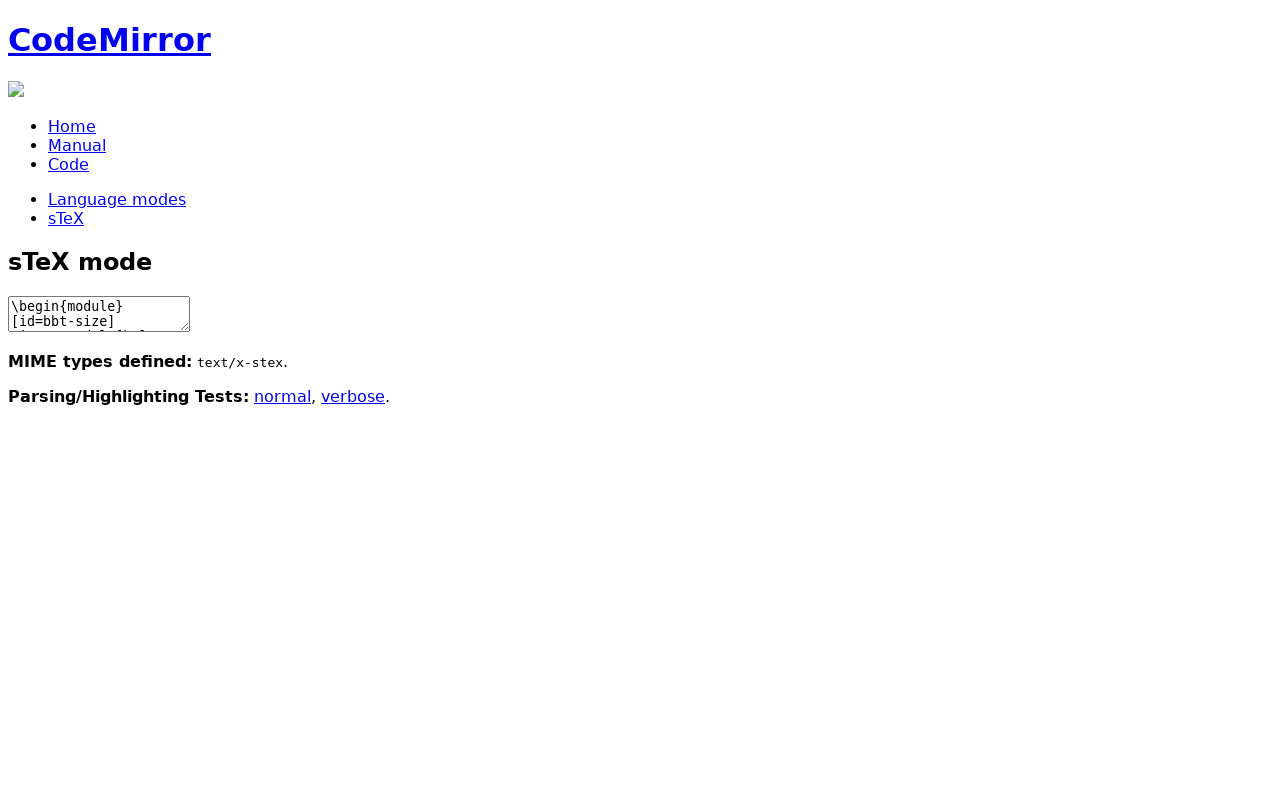 CodeMirror
Home
Manual
Code
Language modes
sTeX
sTeX mode
\begin{module}
[id=bbt-size]
MIME types defined: text/x-stex.
Parsing/Highlighting Tests: normal, verbose.